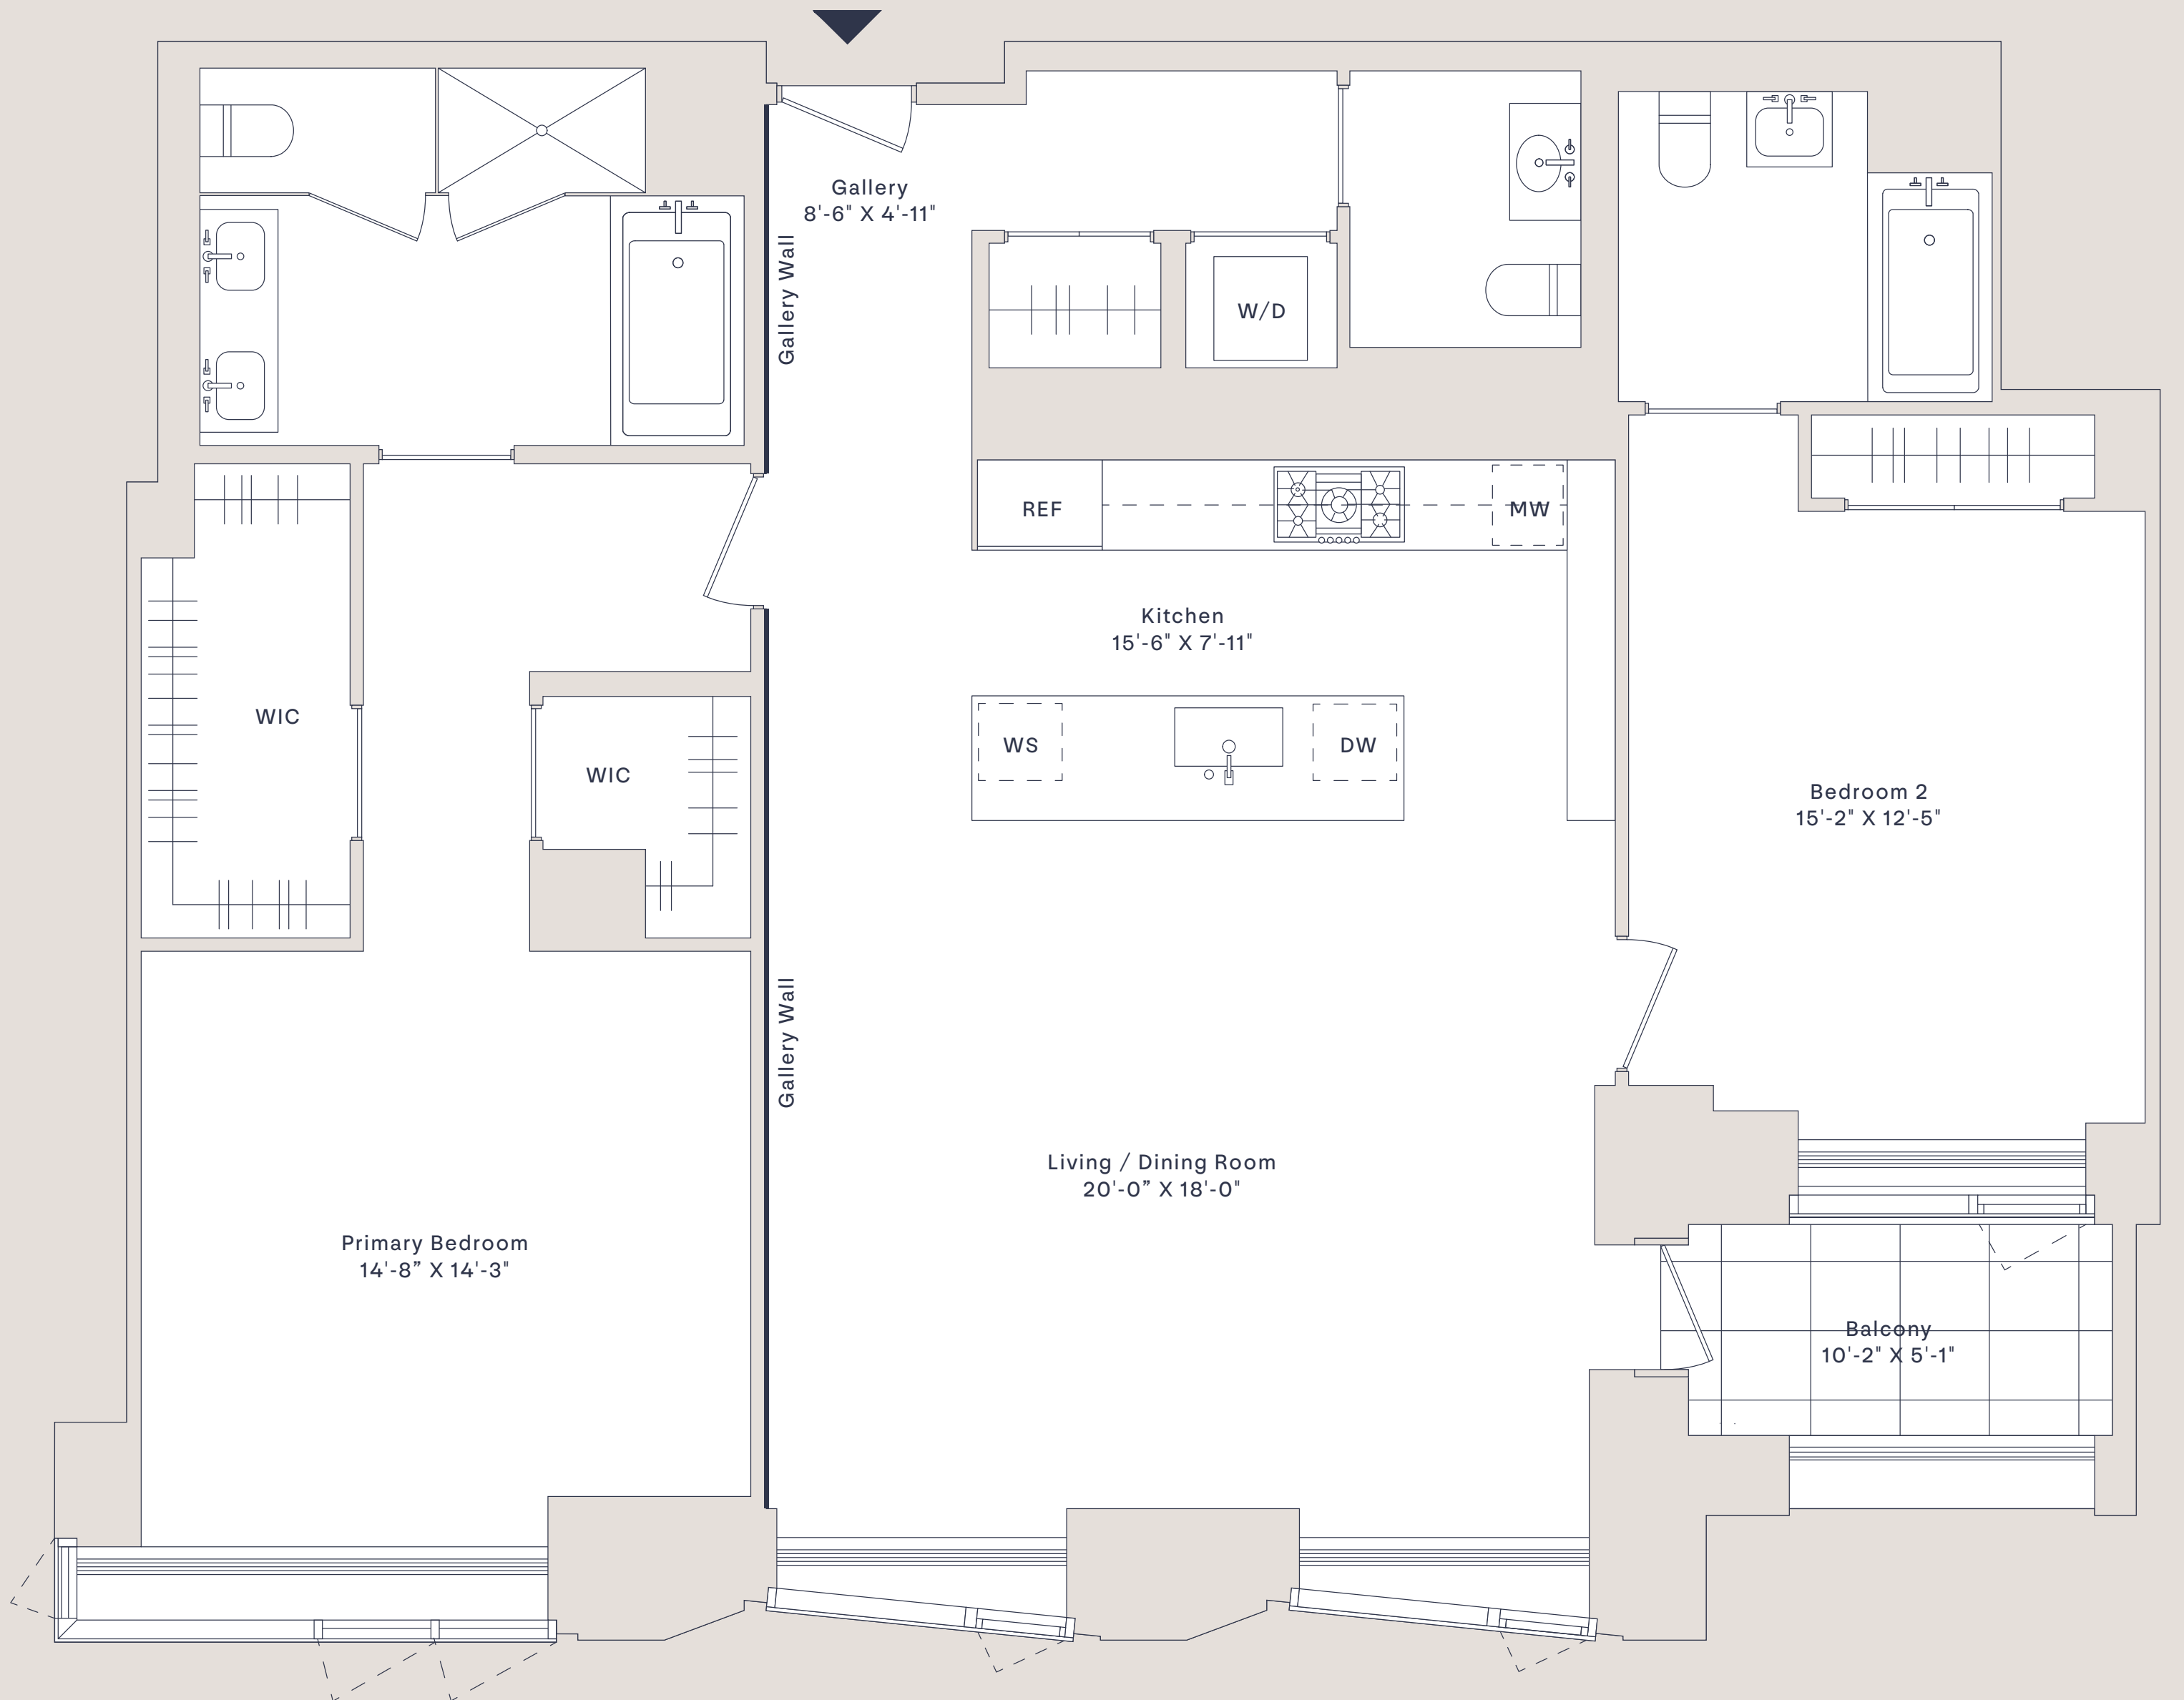 Gallery
8'-6" X 4'-11"
Gallery Wall
W/D
REF
MW
Kitchen
15'-6" X 7'-11"
WIC
WIC
WS
DW
Bedroom 2
15'-2" X 12'-5"
Gallery Wall
Living / Dining Room
20'-0” X 18'-0"
Primary Bedroom
14'-8” X 14'-3"
Balcony
10'-2" X 5'-1"